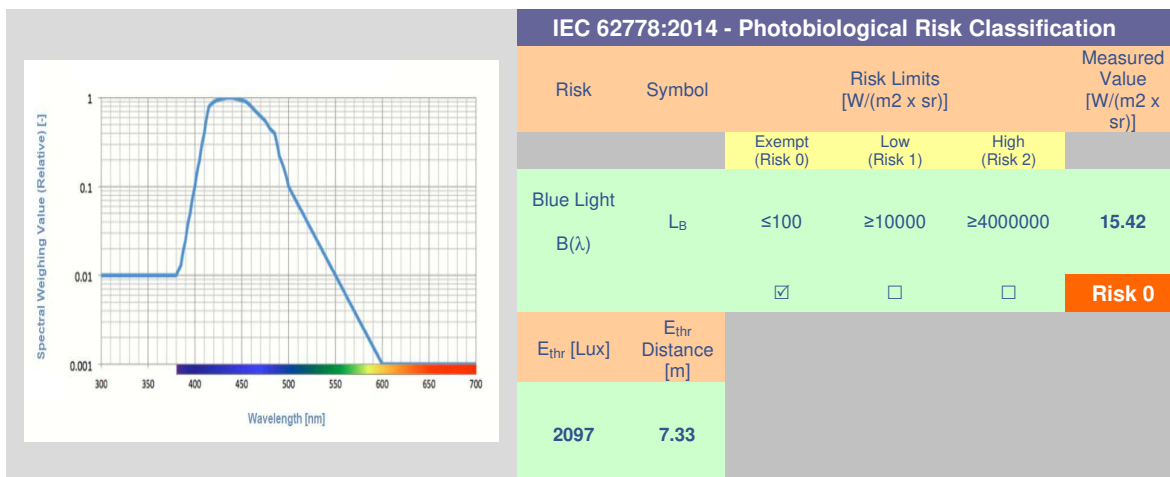 IEC 62778:2014 - Photobiological Risk Classification
Risk
Symbol
Risk Limits
[W/(m2 x sr)]
Measured
Value
[W/(m2 x
sr)]
Exempt
(Risk 0)
Low
(Risk 1)
High
(Risk 2)
Blue Light
B(λ)
LB
≤100
≥10000
≥4000000
15.42
☑
☐
☐
Risk 0
Ethr [Lux]
Ethr
Distance
[m]
2097
7.33
Spectral Weighing Value (Relative) [-]
1
0.1
0.01
0.001
300 350 400 450 500 550 600 650 700
Wavelength [nm]